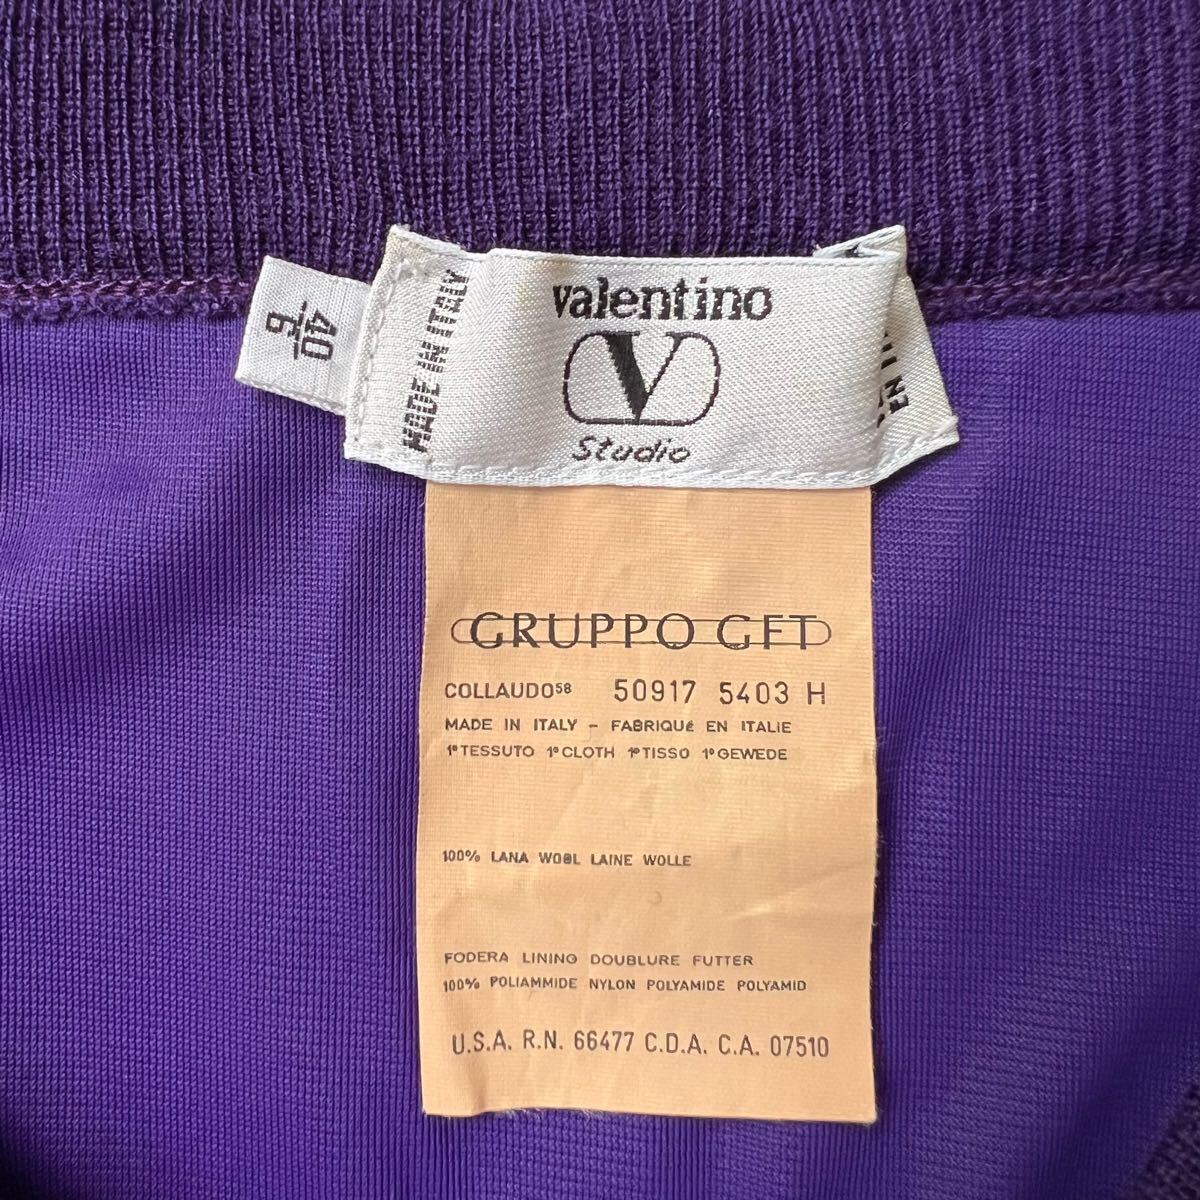 40
6
MADE IN ITALY
valentino
V
Studio
EN
GRUPPO GFT
COLLAUDO58 50917 5403 H
MADE IN ITALY - FABRIQUÉ EN ITALIE
1° TESSUTO 1° CLOTH 1° TISSO 1° GEWEDE
100% LANA WOOL LAINE WOLLE
FODERA LINING DOUBLURE FUTTER
100% POLIAMMIDE NYLON POLYAMIDE POLYAMID
U.S.A. R.N. 66477 C.D.A. C.A. 07510